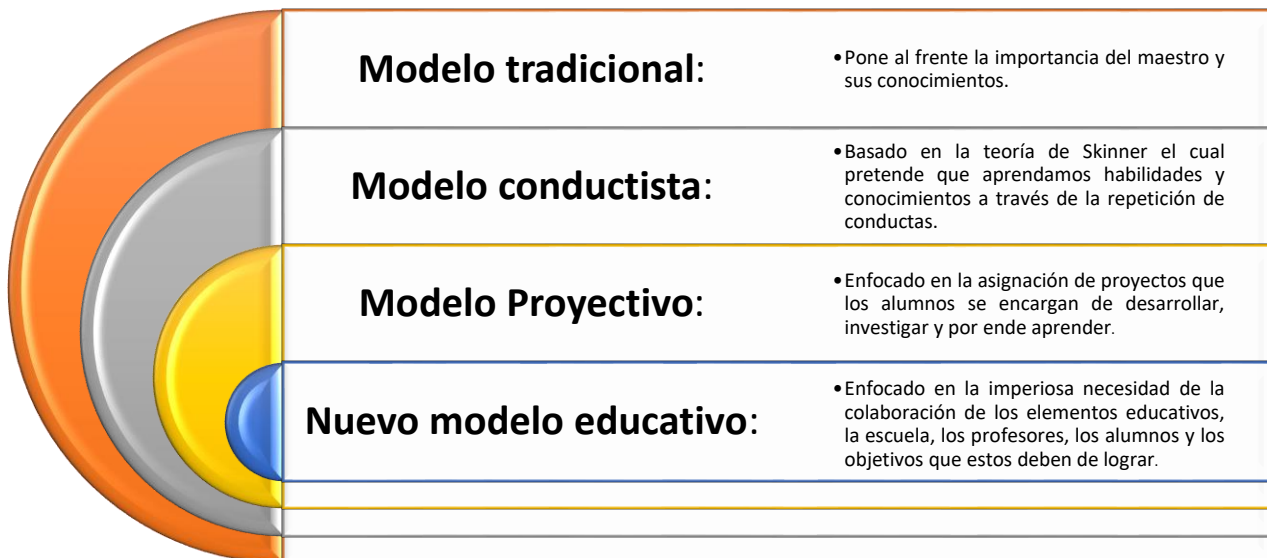 Modelo tradicional:
•Pone al frente la importancia del maestro y
sus conocimientos.
Modelo conductista:
•Basado en la teoría de Skinner el cual
pretende que aprendamos habilidades y
conocimientos a través de la repetición de
conductas.
Modelo Proyectivo:
•Enfocado en la asignación de proyectos que
los alumnos se encargan de desarrollar,
investigar y por ende aprender.
Nuevo modelo educativo:
•Enfocado en la imperiosa necesidad de la
colaboración de los elementos educativos,
la escuela, los profesores, los alumnos y los
objetivos que estos deben de lograr.